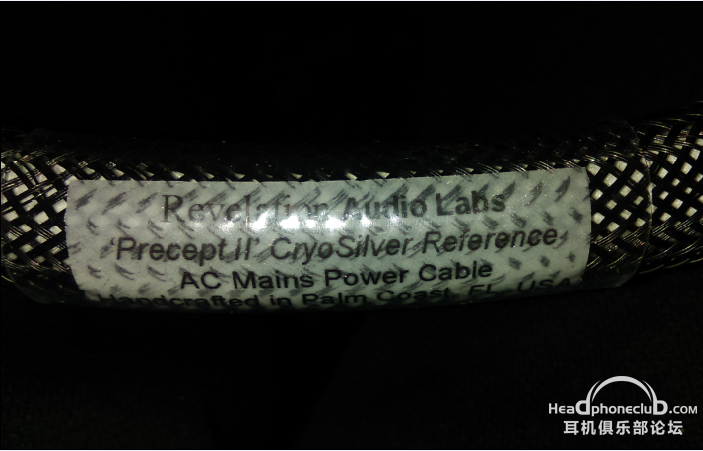 Revelation Audio Labs
'Precept II' CryoSilver Reference
AC Mains Power Cable
Handcrafted in Palm Coast, FL, USA
HeadphoneclubD.com
耳机俱乐部论坛